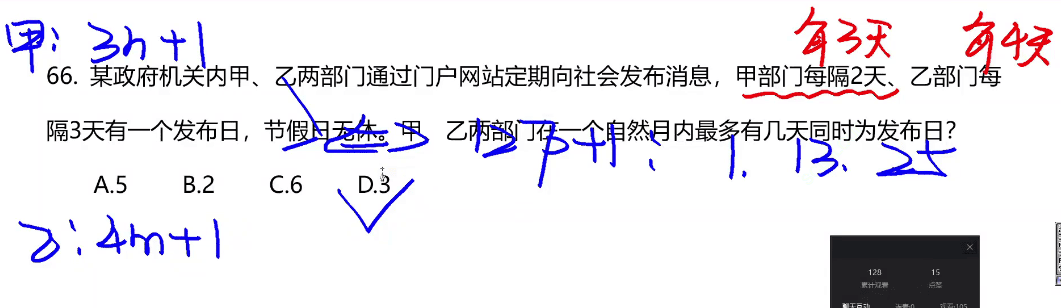 甲: 3n+1
每3天 每4天
66. 某政府机关内甲、乙两部门通过门户网站定期向社会发布消息，甲部门每隔2天、乙部门每
隔3天有一个发布日，节假日无休。甲、乙两部门在一个自然月内最多有几天同时为发布日？
12P+1: 1. 13. 25
A.5 B.2 C.6 D.3
乙: 4m+1
128 15
累计观看 点赞
聊天互动